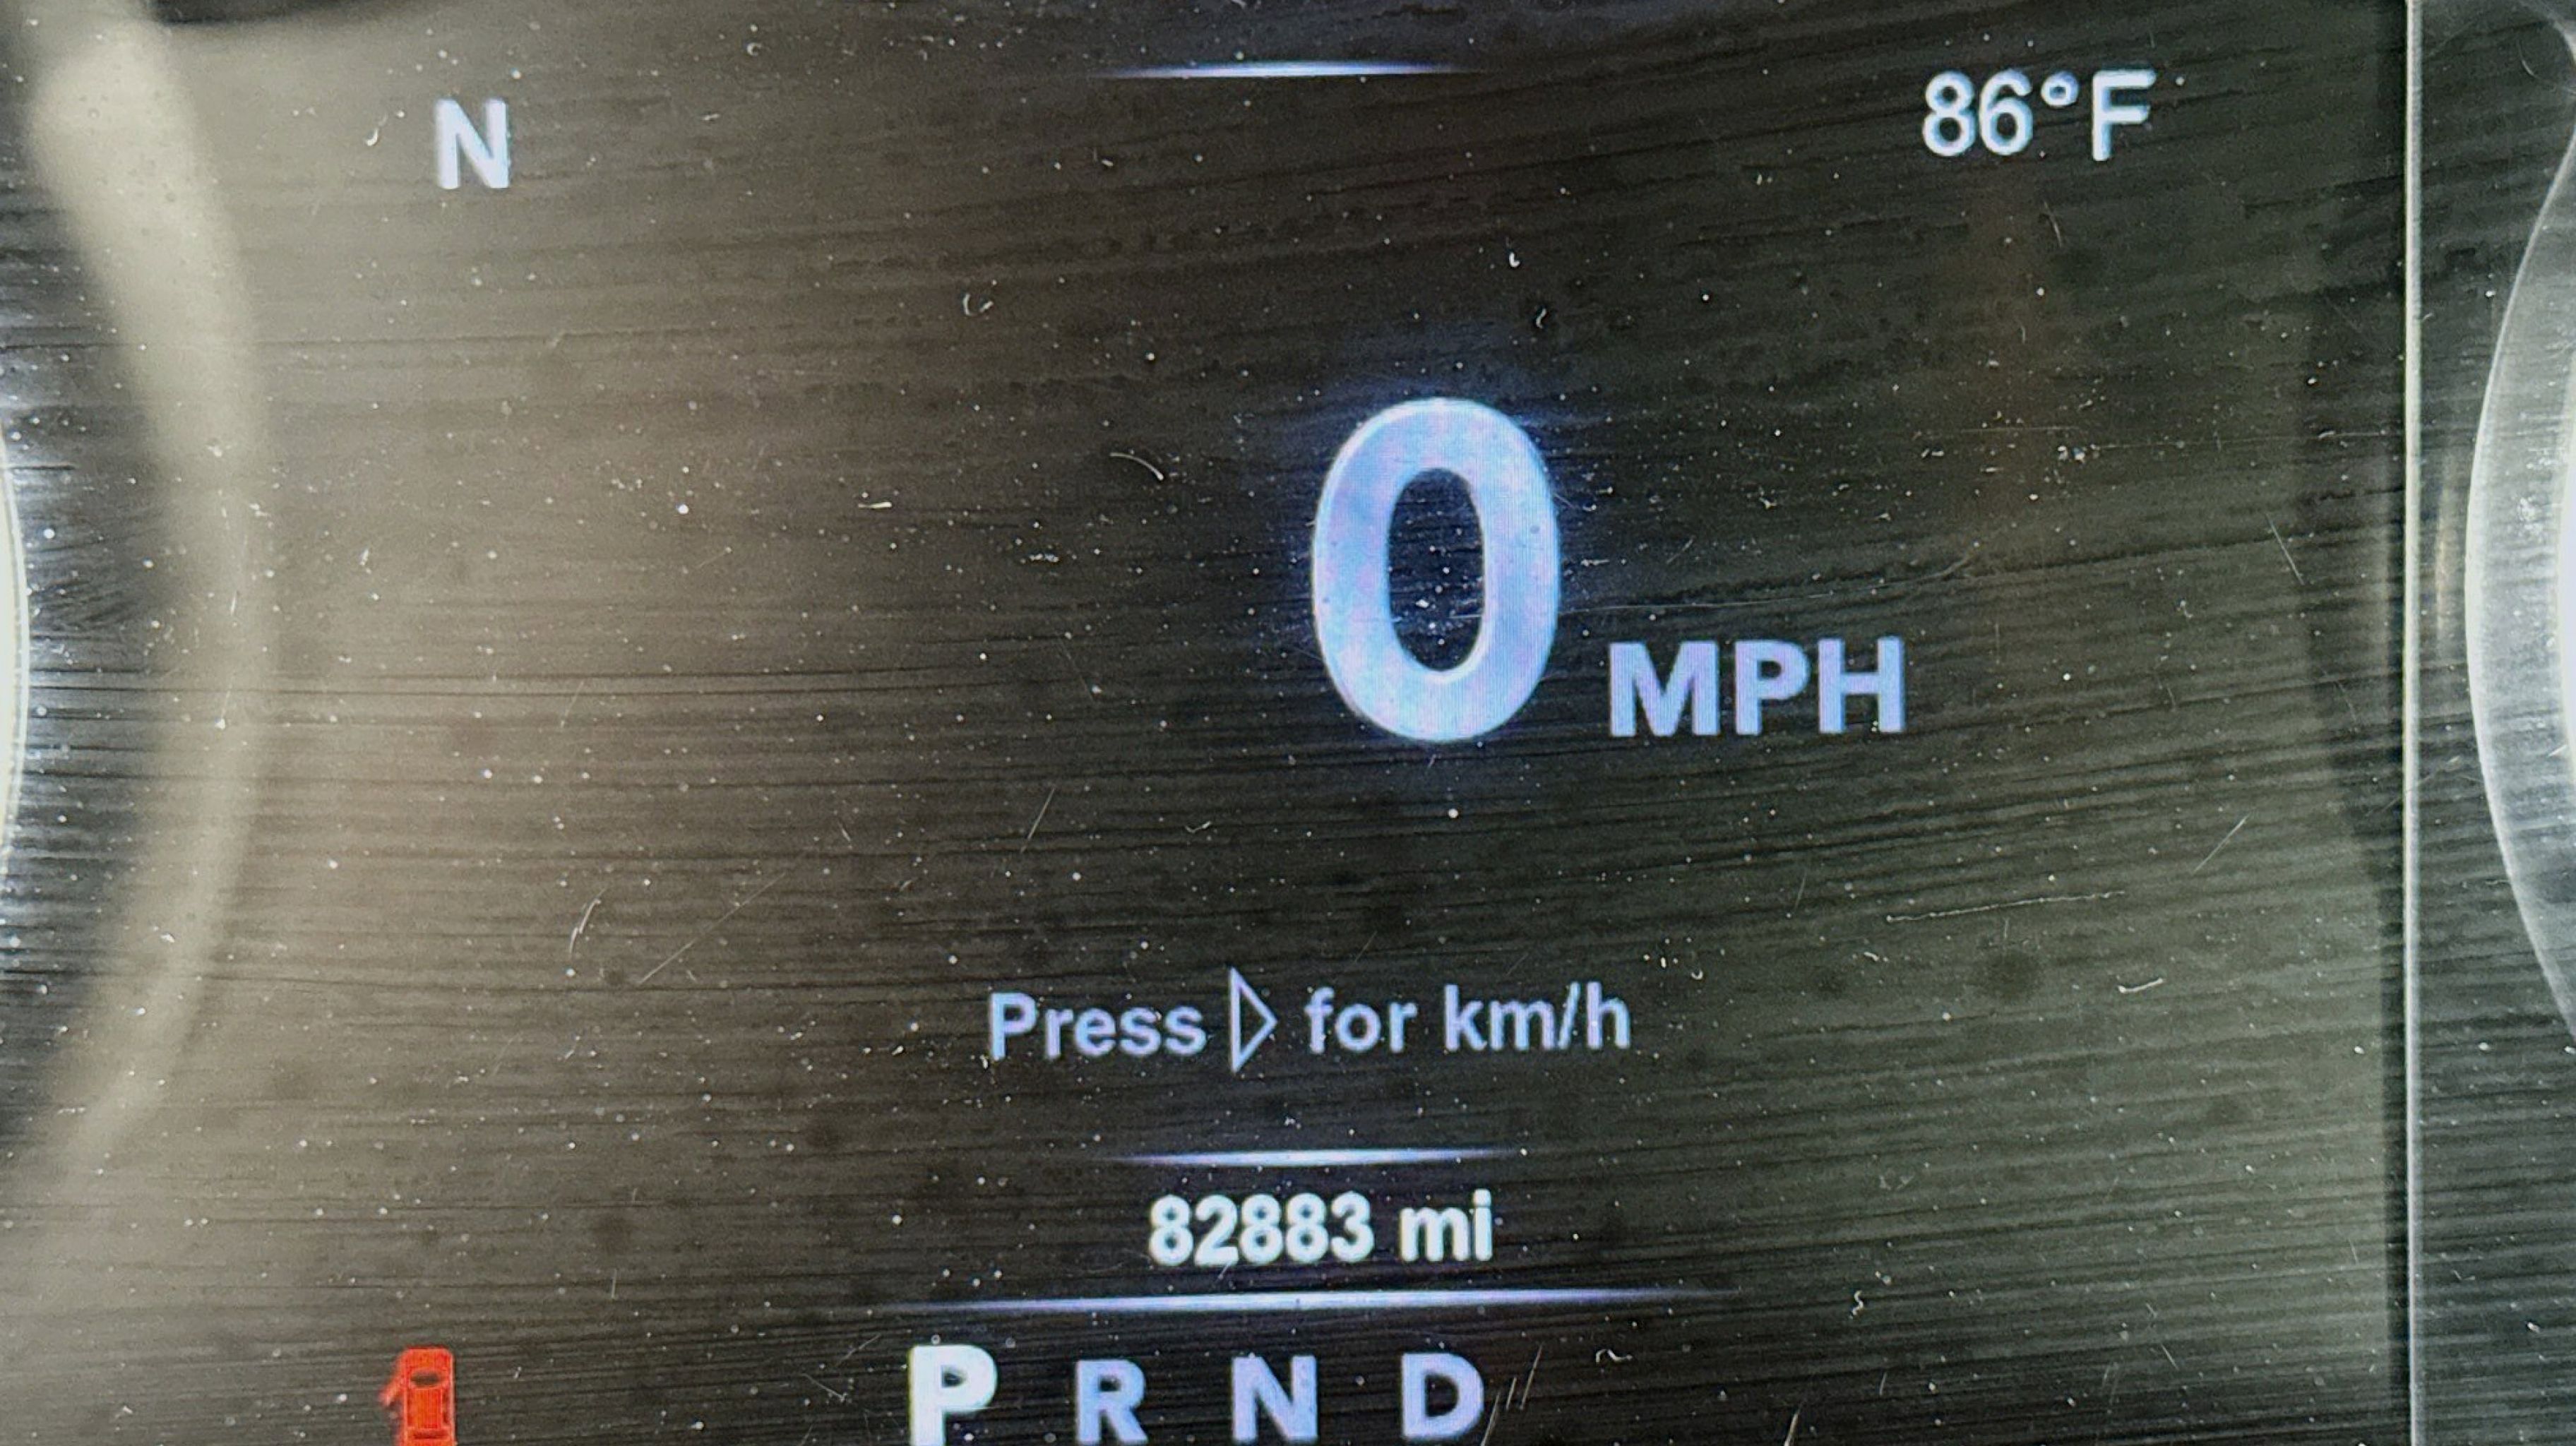 N 86°F
0 MPH
Press ▷ for km/h
82883 mi
P R N D